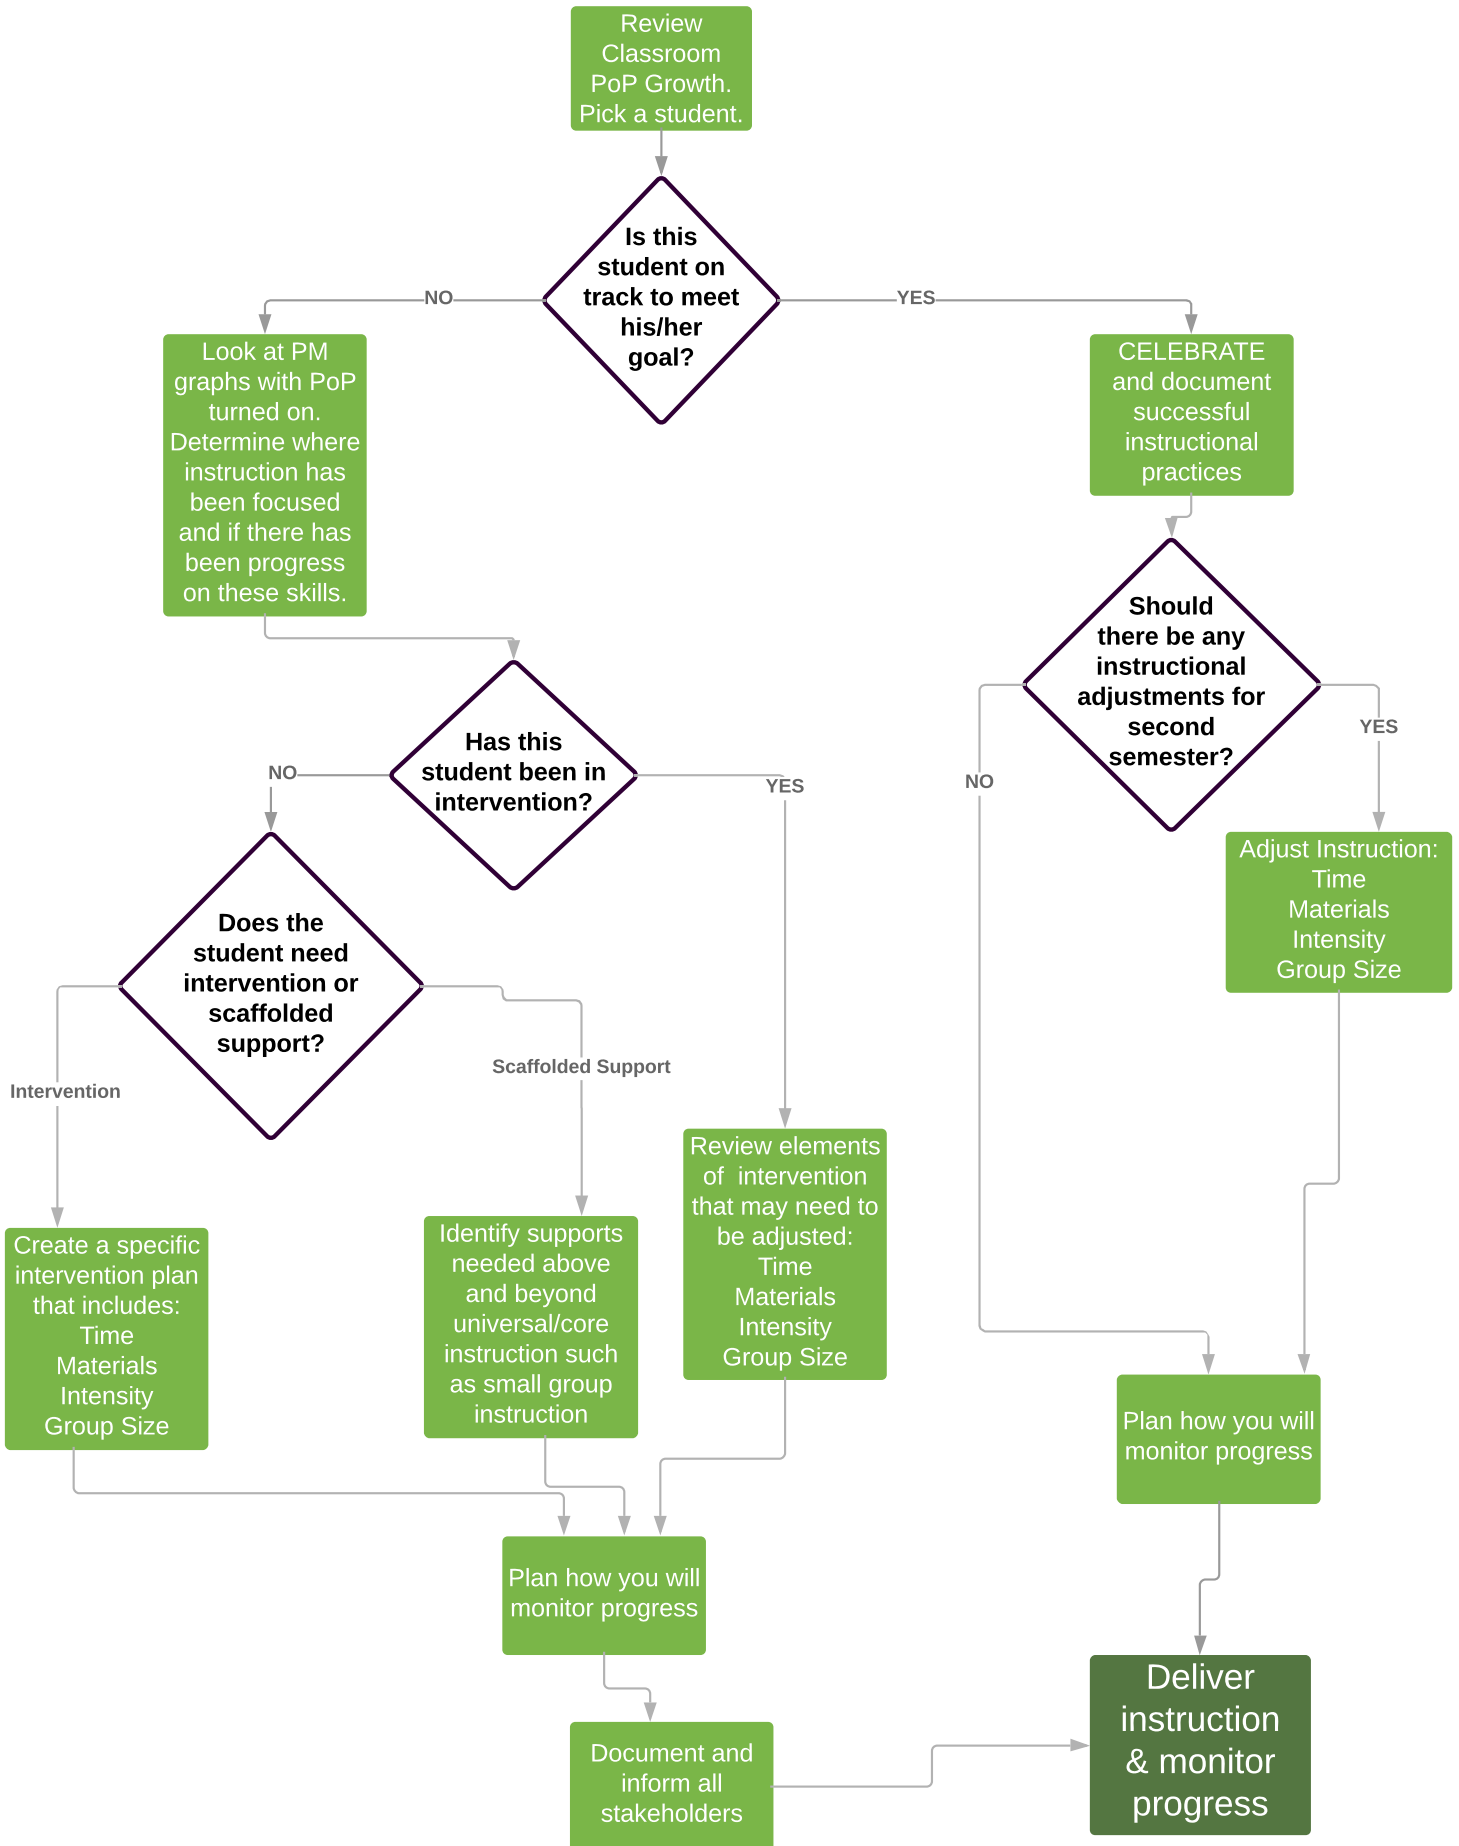 Review
Classroom
PoP Growth.
Pick a student.
Is this
student on
track to meet
his/her
goal?
NO
YES
Look at PM
graphs with PoP
turned on.
Determine where
instruction has
been focused
and if there has
been progress
on these skills.
CELEBRATE
and document
successful
instructional
practices
Should
there be any
instructional
adjustments for
second
semester?
NO
YES
Has this
student been in
intervention?
NO
YES
Adjust Instruction:
Time
Materials
Intensity
Group Size
Does the
student need
intervention or
scaffolded
support?
Intervention
Scaffolded Support
Create a specific
intervention plan
that includes:
Time
Materials
Intensity
Group Size
Identify supports
needed above
and beyond
universal/core
instruction such
as small group
instruction
Review elements
of  intervention
that may need to
be adjusted:
Time
Materials
Intensity
Group Size
Plan how you will
monitor progress
Plan how you will
monitor progress
Document and
inform all
stakeholders
Deliver
instruction
& monitor
progress